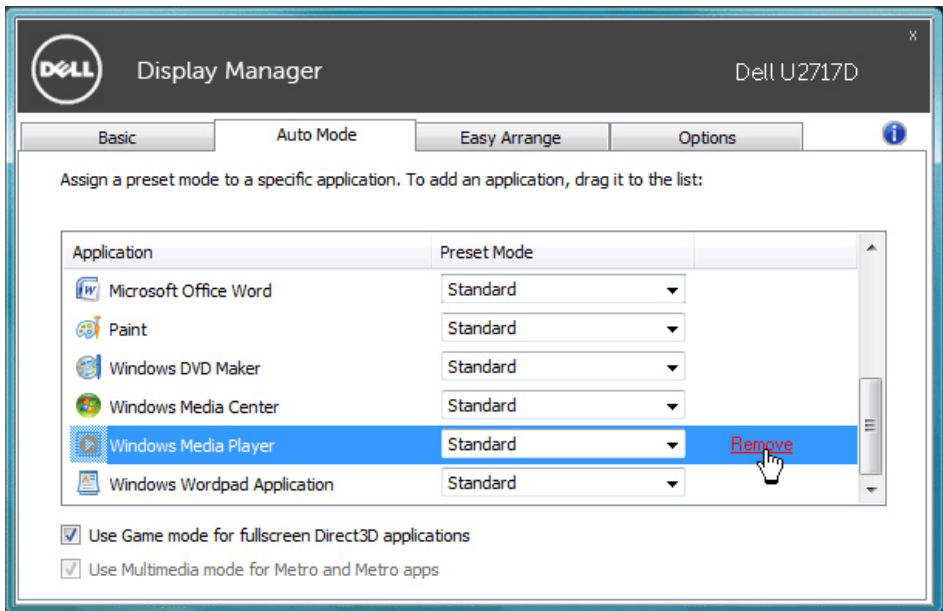 DELL Display Manager Dell U2717D x
Basic Auto Mode Easy Arrange Options i
Assign a preset mode to a specific application. To add an application, drag it to the list:
Application Preset Mode
Microsoft Office Word Standard
Paint Standard
Windows DVD Maker Standard
Windows Media Center Standard
Windows Media Player Standard Remove
Windows Wordpad Application Standard
Use Game mode for fullscreen Direct3D applications
Use Multimedia mode for Metro and Metro apps